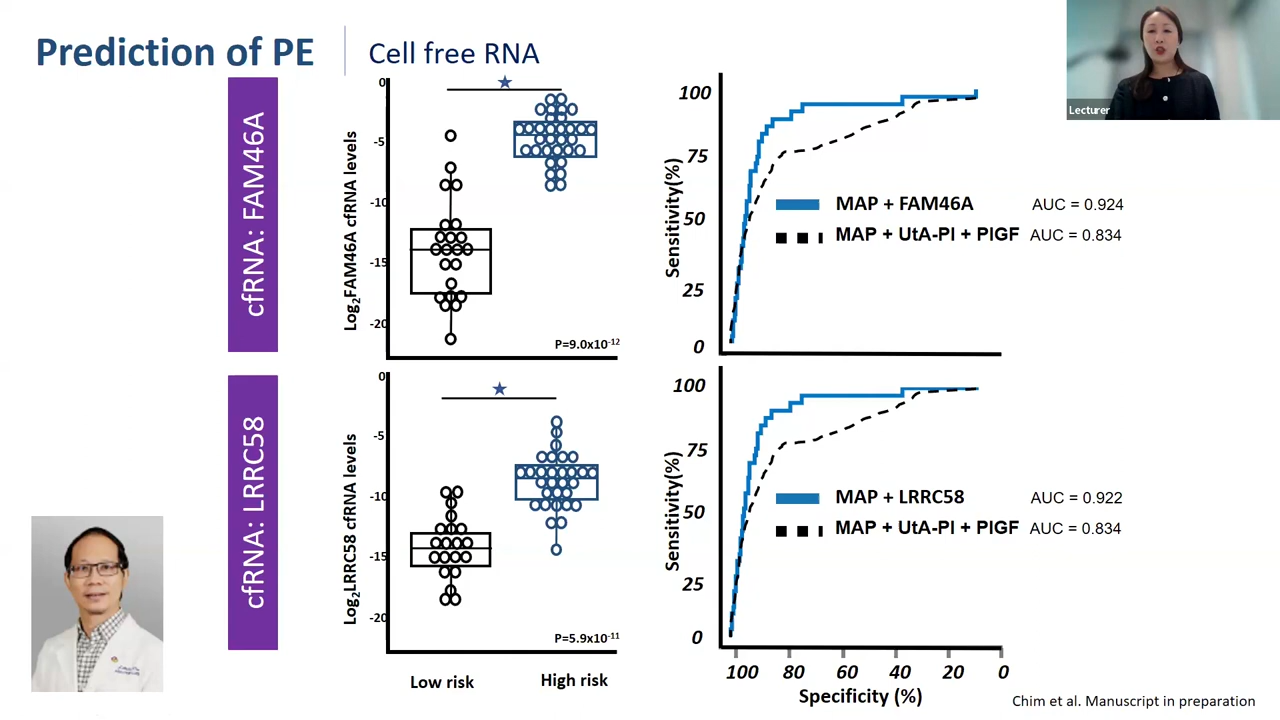 Prediction of PE
Cell free RNA
Lecturer
cfRNA: FAM46A
Log2FAM46A cfRNA levels
0
-5
-10
-15
-20
P=9.0x10-12
Sensitivity(%)
100
75
50
25
0
MAP + FAM46A AUC = 0.924
MAP + UtA-PI + PlGF AUC = 0.834
cfRNA: LRRC58
Log2LRRC58 cfRNA levels
0
-5
-10
-15
-20
P=5.9x10-11
Low risk
High risk
Sensitivity(%)
100
75
50
25
0
MAP + LRRC58 AUC = 0.922
MAP + UtA-PI + PlGF AUC = 0.834
100 80 60 40 20 0
Specificity (%)
Chim et al. Manuscript in preparation